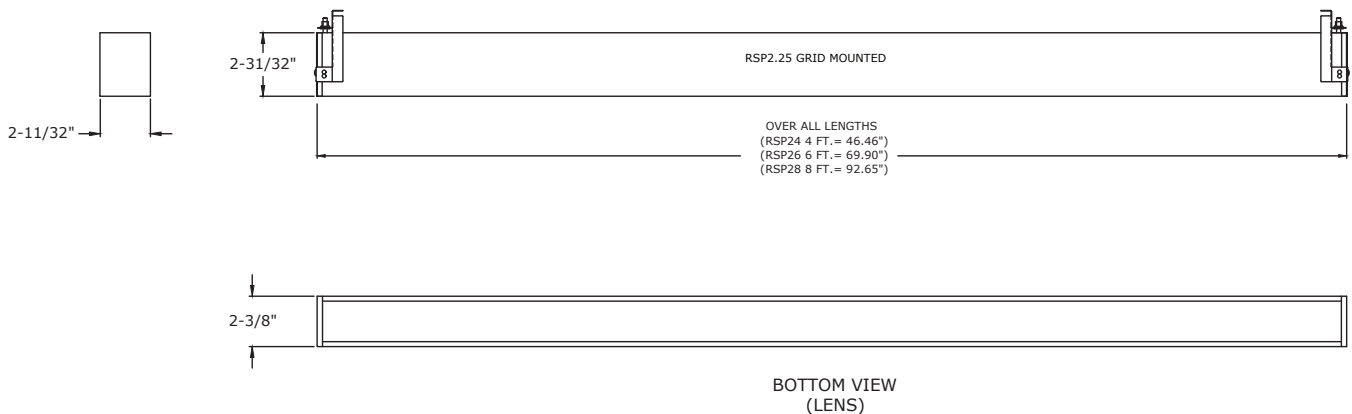 2-31/32"
RSP2.25 GRID MOUNTED
2-11/32"
OVER ALL LENGTHS
(RSP24 4 FT.= 46.46")
(RSP26 6 FT.= 69.90")
(RSP28 8 FT.= 92.65")
2-3/8"
BOTTOM VIEW
(LENS)